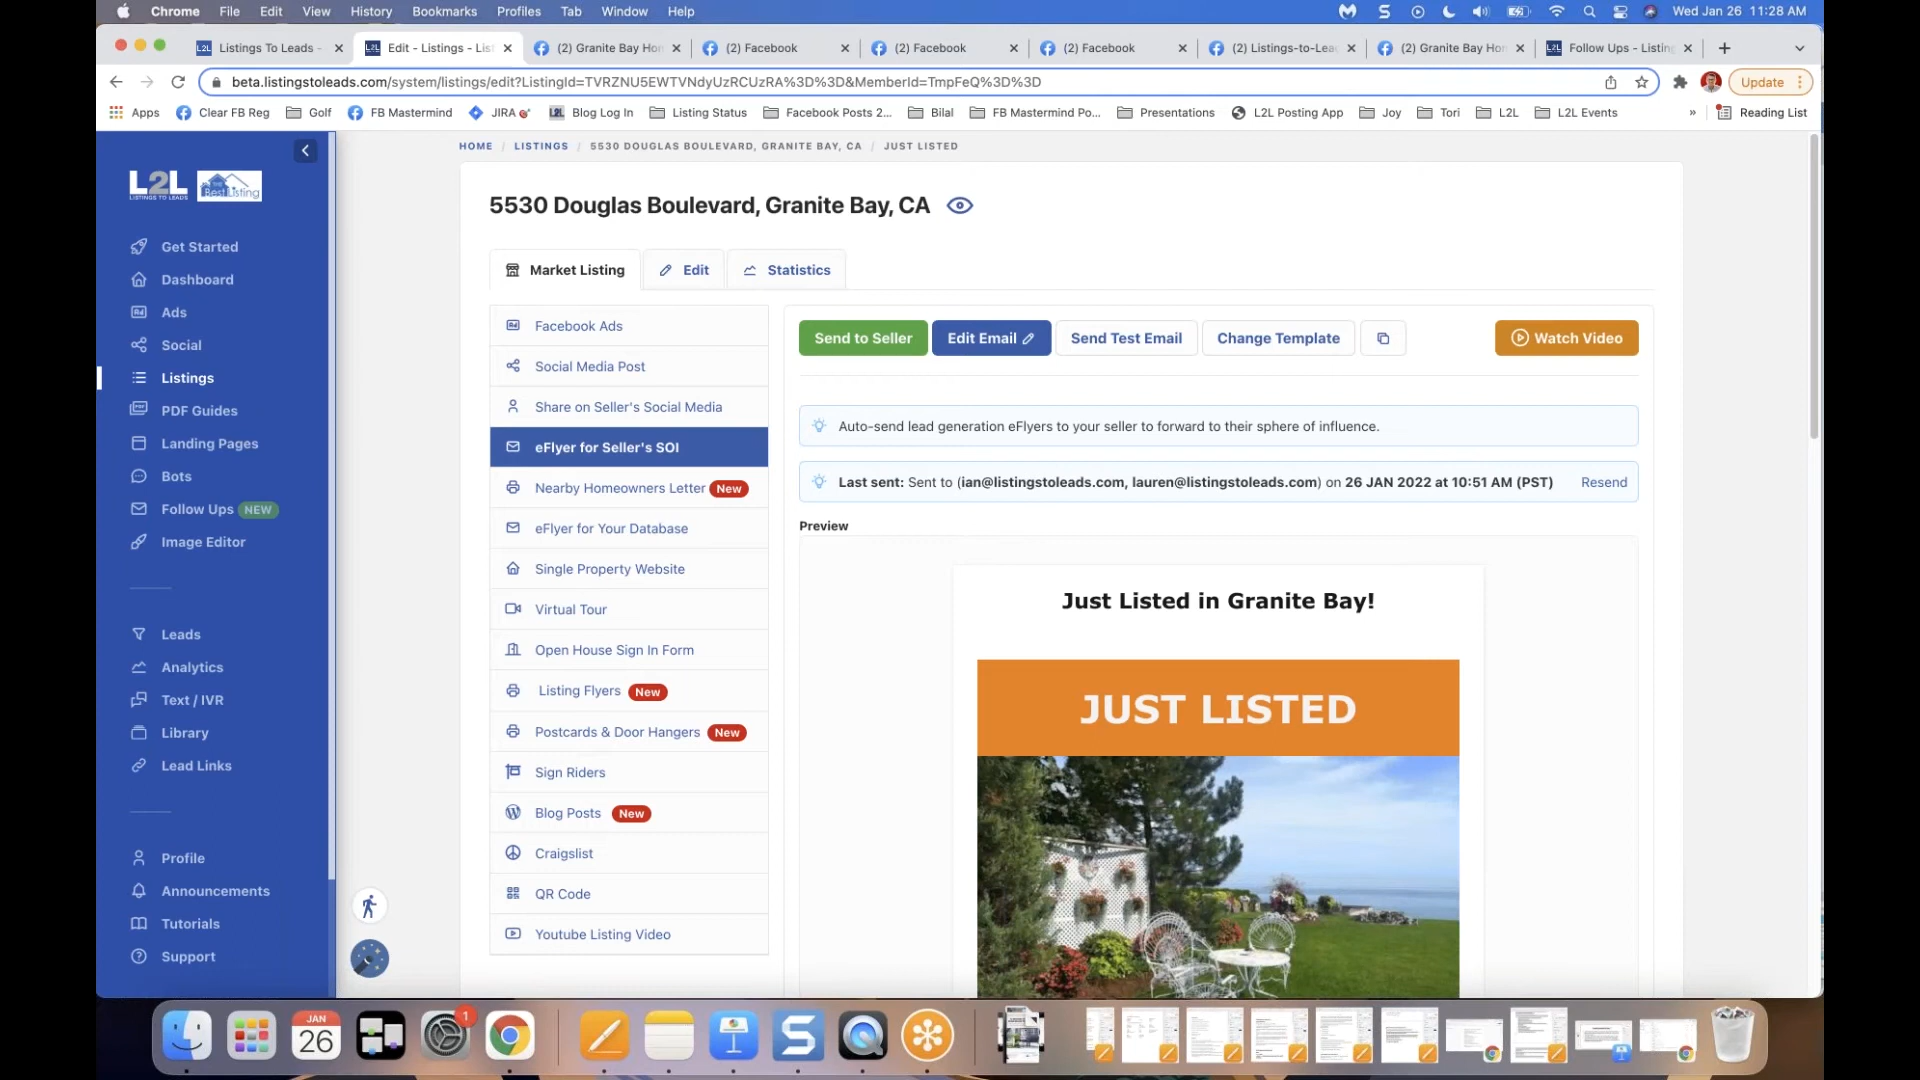 Chrome File Edit View History Bookmarks Profiles Tab Window Help Wed Jan 26 11:28 AM
Listings To Leads - Edit - Listings - Lis (2) Granite Bay Hom (2) Facebook (2) Facebook (2) Facebook (2) Listings-to-Lea (2) Granite Bay Hom Follow Ups - Listing
beta.listingstoleads.com/system/listings/edit?ListingId=TVRZNU5EWTVNdyUzRCUzRA%3D%3D&MemberId=TmpFeQ%3D%3D Update
Apps Clear FB Reg Golf FB Mastermind JIRA Blog Log In Listing Status Facebook Posts 2... Bilal FB Mastermind Po... Presentations L2L Posting App Joy Tori L2L L2L Events » Reading List
HOME / LISTINGS / 5530 DOUGLAS BOULEVARD, GRANITE BAY, CA / JUST LISTED
L2L
LISTINGS TO LEADS
THE
Best Listing
Get Started
Dashboard
Ads
Social
Listings
PDF Guides
Landing Pages
Bots
Follow Ups NEW
Image Editor
Leads
Analytics
Text / IVR
Library
Lead Links
Profile
Announcements
Tutorials
Support
5530 Douglas Boulevard, Granite Bay, CA
Market Listing Edit Statistics
Facebook Ads
Social Media Post
Share on Seller's Social Media
eFlyer for Seller's SOI
Nearby Homeowners Letter New
eFlyer for Your Database
Single Property Website
Virtual Tour
Open House Sign In Form
Listing Flyers New
Postcards & Door Hangers New
Sign Riders
Blog Posts New
Craigslist
QR Code
Youtube Listing Video
Send to Seller Edit Email Send Test Email Change Template Watch Video
Auto-send lead generation eFlyers to your seller to forward to their sphere of influence.
Last sent: Sent to (ian@listingstoleads.com, lauren@listingstoleads.com) on 26 JAN 2022 at 10:51 AM (PST) Resend
Preview
Just Listed in Granite Bay!
JUST LISTED
JAN
26
1